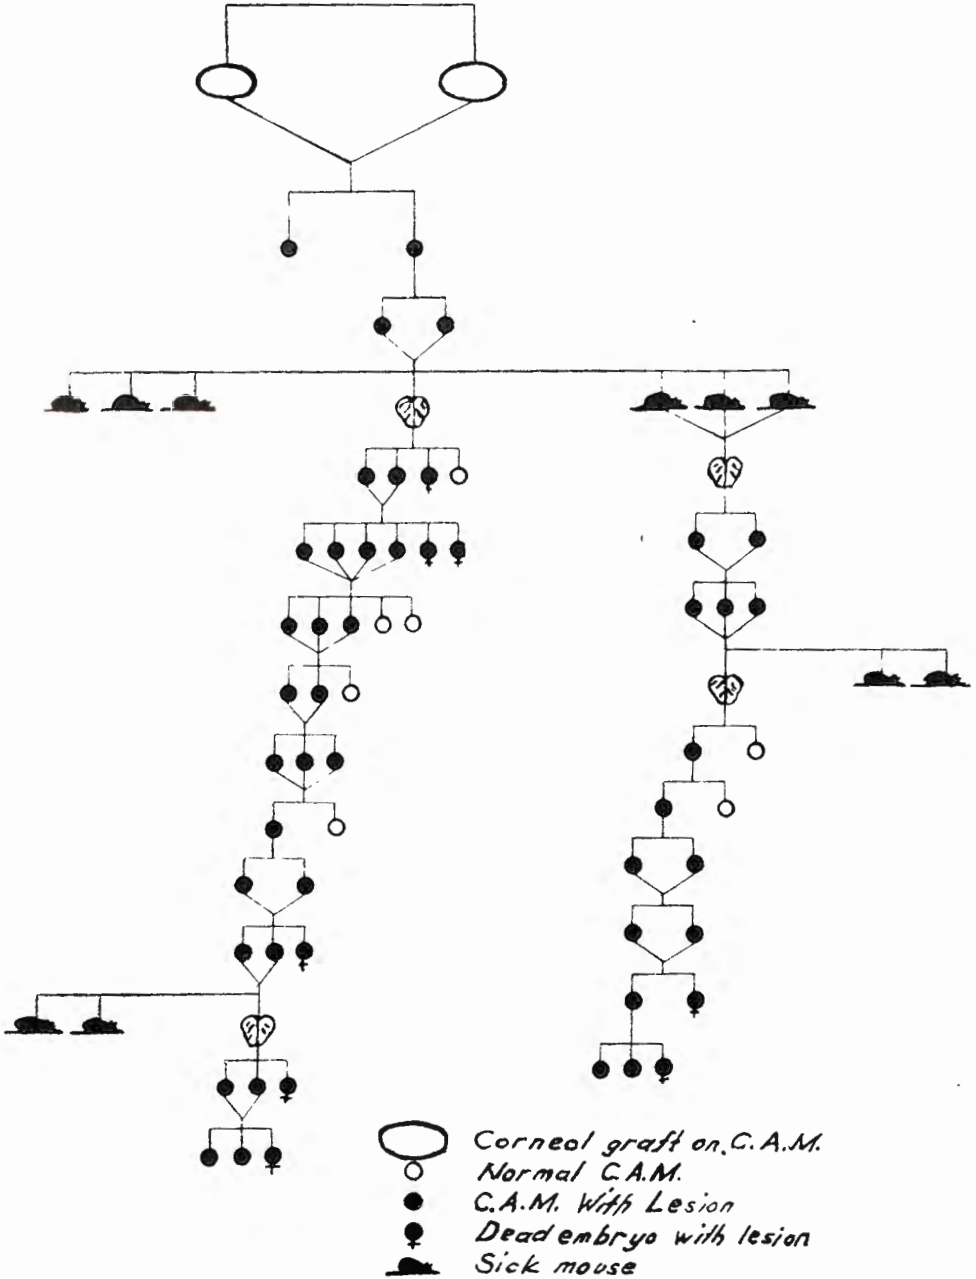 Corneal graft on C.A.M.
Normal C.A.M.
C.A.M. With Lesion
Dead embryo with lesion
Sick mouse